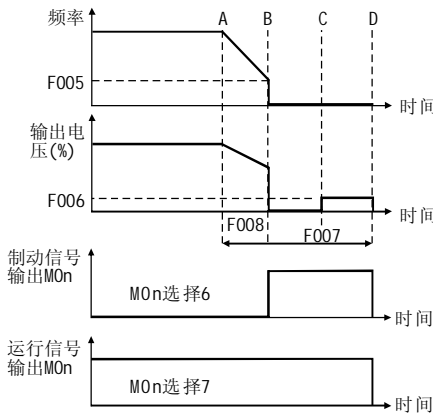 频率
A B C D
F005
时间
输出电
压(%)
F006
时间
F008
F007
制动信号
输出MOn
MOn选择6
时间
运行信号
输出MOn
MOn选择7
时间